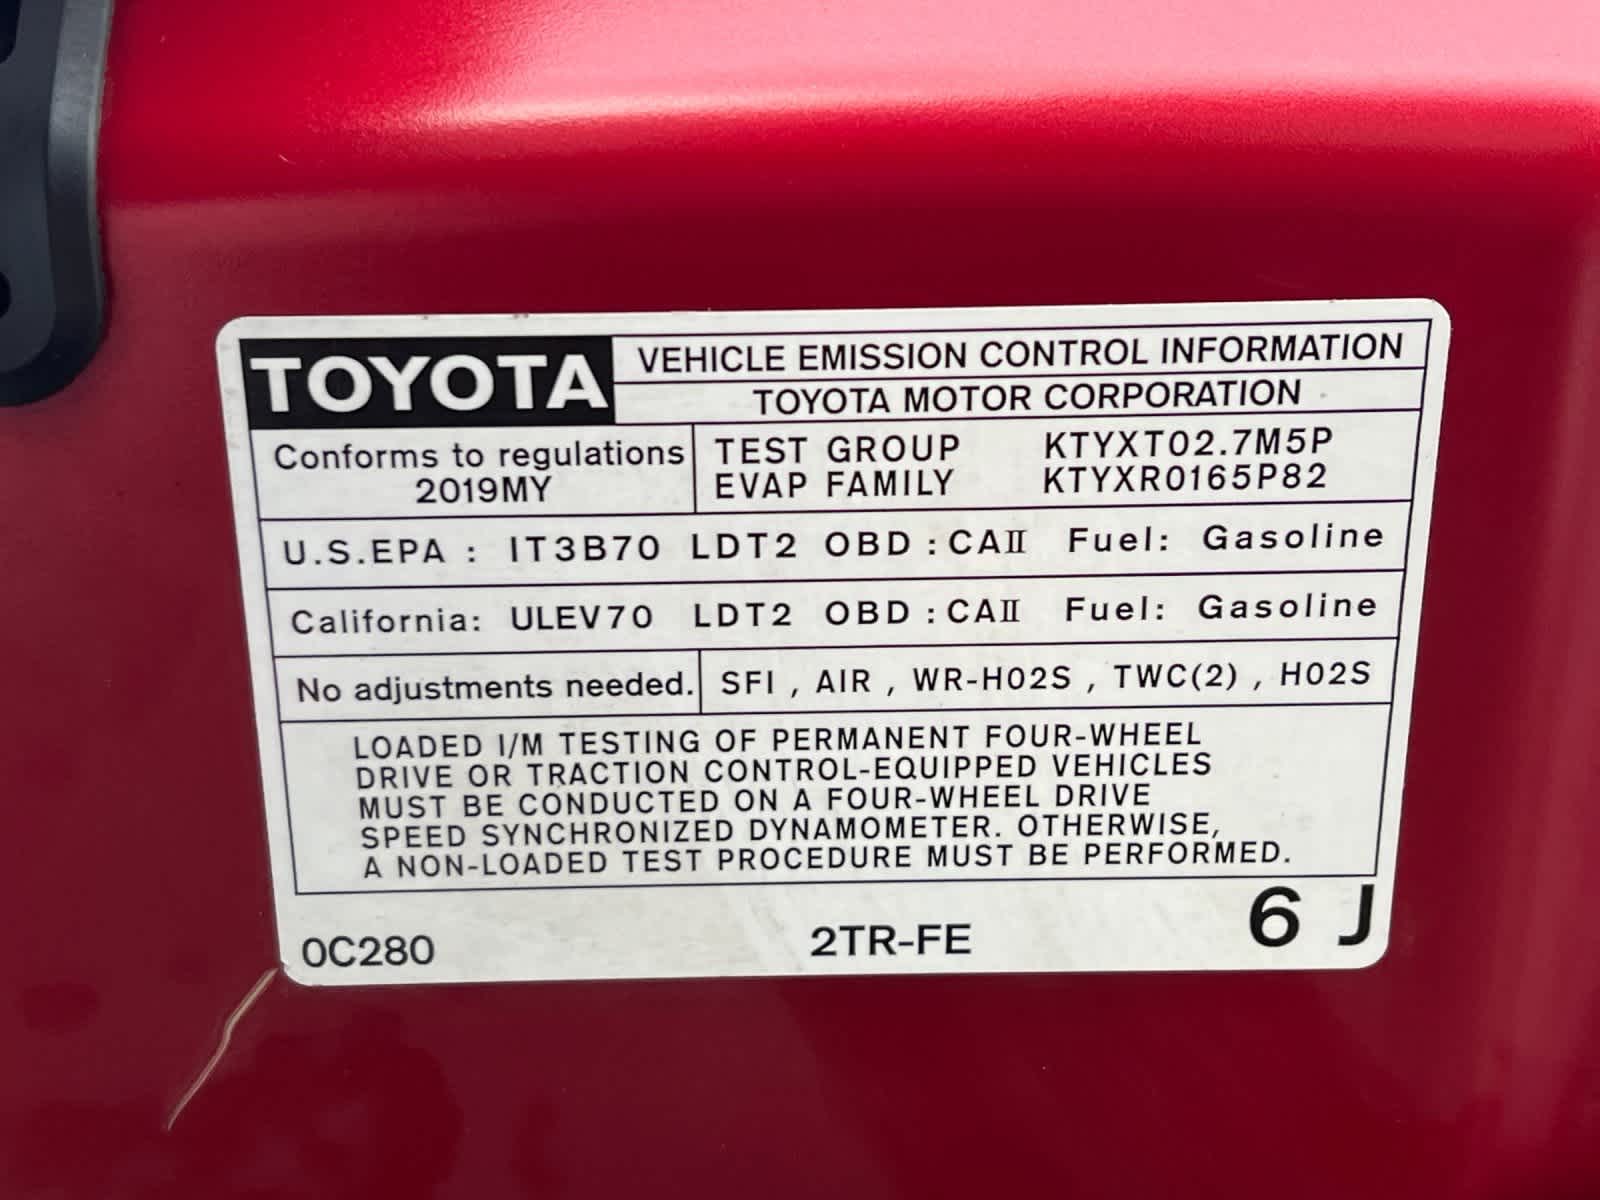 TOYOTA
VEHICLE EMISSION CONTROL INFORMATION
TOYOTA MOTOR CORPORATION
Conforms to regulations
2019MY
TEST GROUP KTYXT02.7M5P
EVAP FAMILY KTYXR0165P82
U.S.EPA : IT3B70 LDT2 OBD : CAⅡ Fuel: Gasoline
California: ULEV70 LDT2 OBD : CAⅡ Fuel: Gasoline
No adjustments needed.
SFI , AIR , WR-HO2S , TWC(2) , HO2S
LOADED I/M TESTING OF PERMANENT FOUR-WHEEL
DRIVE OR TRACTION CONTROL-EQUIPPED VEHICLES
MUST BE CONDUCTED ON A FOUR-WHEEL DRIVE
SPEED SYNCHRONIZED DYNAMOMETER. OTHERWISE,
A NON-LOADED TEST PROCEDURE MUST BE PERFORMED.
0C280 2TR-FE 6 J